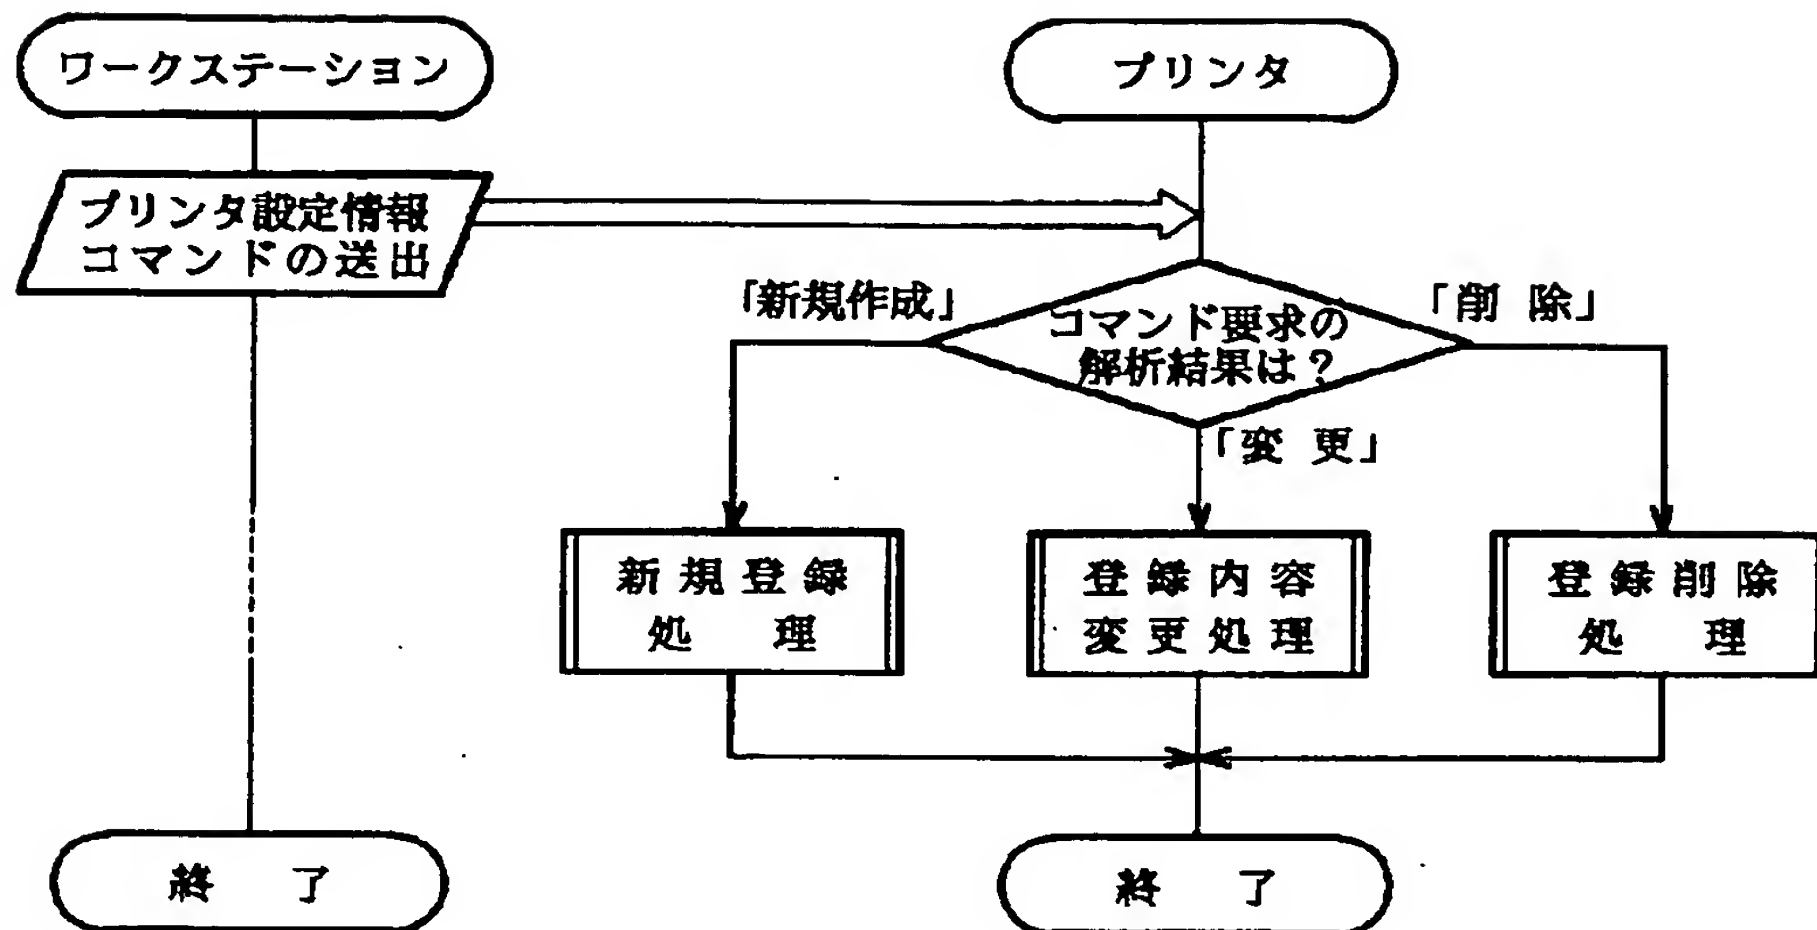 ワークステーション
プリンタ
プリンタ設定情報
コマンドの送出
「新規作成」
コマンド要求の
解析結果は？
「削 除」
「変 更」
新規登録
処 理
登録内容
変更処理
登録削除
処 理
終 了
終 了